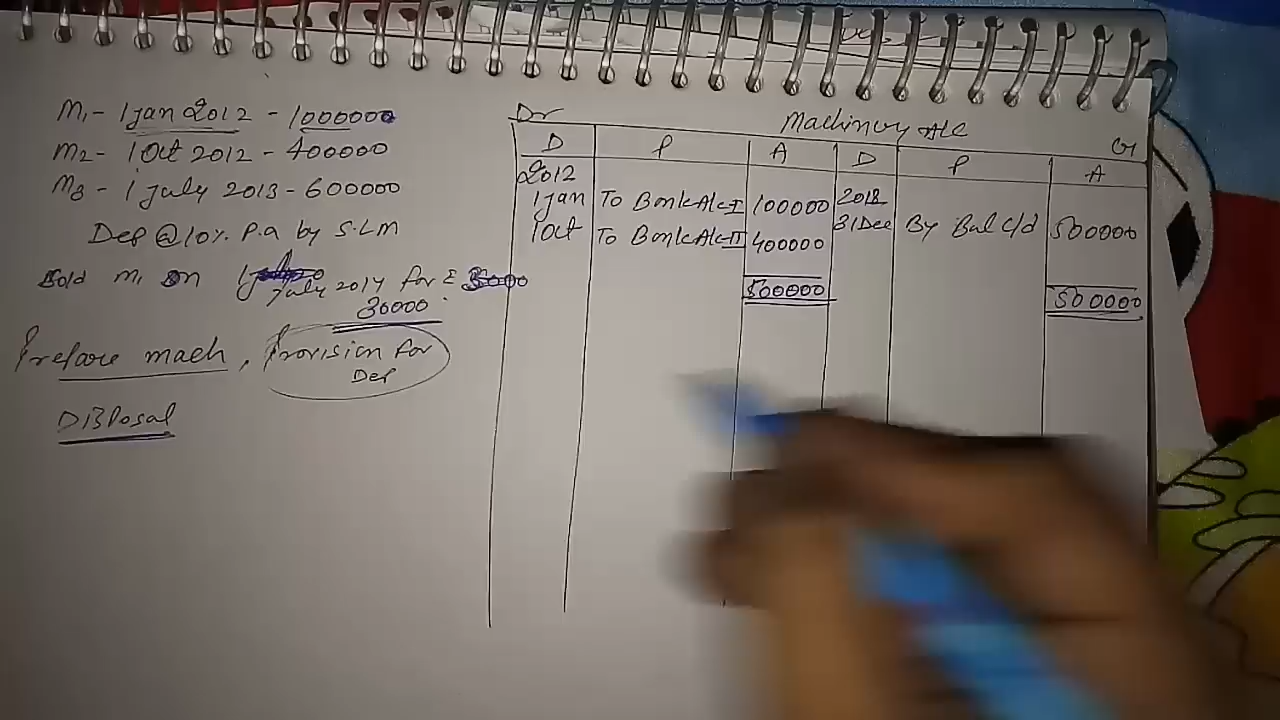 M1 - 1 Jan 2012 - 1000000
M2 - 1 Oct 2012 - 400000
M3 - 1 July 2013 - 600000
Dep @ 10% P.a by S.L.M
Sold M1 on 1 July 2014 for
30000
Prepare mach, Provision for
Dep
Disposal
Dr
Machinery A/c
Cr
D P A D P A
2012
1 Jan To Bank A/c I 100000 2012
1 Oct To Bank A/c II 400000 31 Dec By Bal c/d 500000
500000 500000